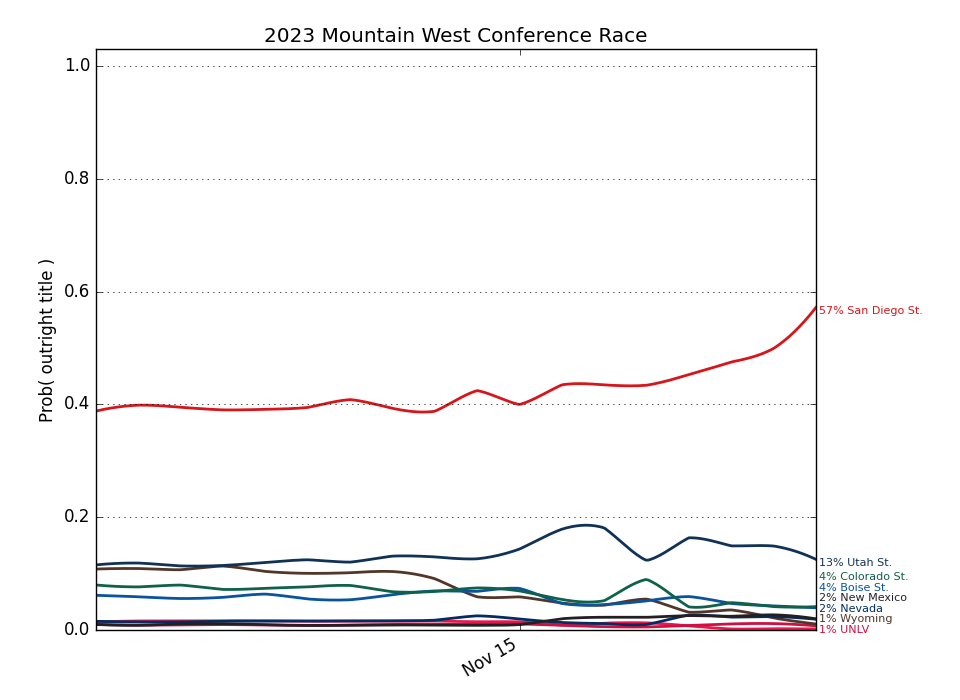 2023 Mountain West Conference Race
Prob( outright title )
1.0
0.8
0.6
0.4
0.2
0.0
Nov 15
57% San Diego St.
13% Utah St.
4% Colorado St.
4% Boise St.
2% New Mexico
2% Nevada
1% Wyoming
1% UNLV